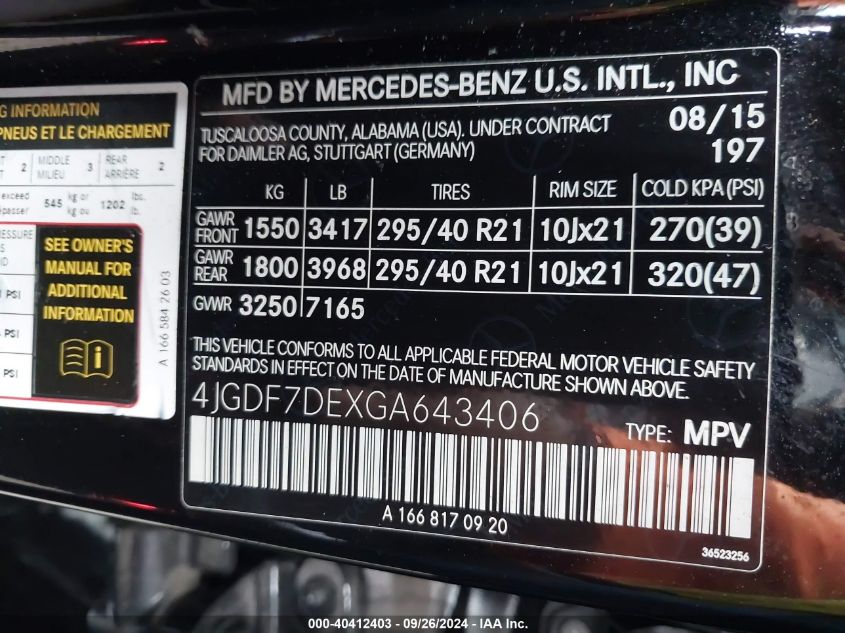 G INFORMATION
PNEUS ET LE CHARGEMENT
2 MIDDLE MILIEU 3 REAR ARRIÈRE 2
exceed 545 kg or kg ou 1202 lbs. lb.
SEE OWNER'S
MANUAL FOR
ADDITIONAL
INFORMATION
PSI
PSI
PSI
A 166 584 26 03
MFD BY MERCEDES-BENZ U.S. INTL., INC
TUSCALOOSA COUNTY, ALABAMA (USA). UNDER CONTRACT 08/15
FOR DAIMLER AG, STUTTGART (GERMANY) 197
KG LB TIRES RIM SIZE COLD KPA (PSI)
GAWR FRONT 1550 3417 295/40 R21 10Jx21 270(39)
GAWR REAR 1800 3968 295/40 R21 10Jx21 320(47)
GWR 3250 7165
THIS VEHICLE CONFORMS TO ALL APPLICABLE FEDERAL MOTOR VEHICLE SAFETY
STANDARDS IN EFFECT ON THE DATE OF MANUFACTURE SHOWN ABOVE.
4JGDF7DEXGA643406 TYPE: MPV
A 166 817 09 20
36523256
000-40412403 - 09/26/2024 - IAA Inc.